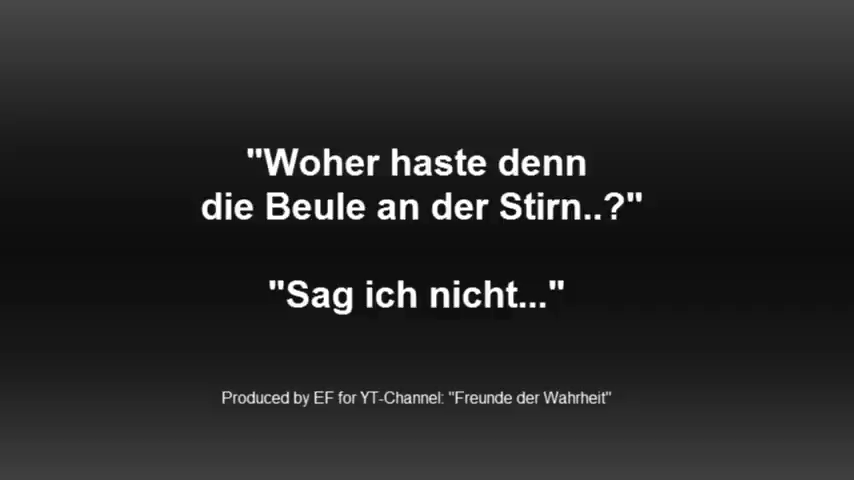 "Woher haste denn
die Beule an der Stirn..?"
"Sag ich nicht..."
Produced by EF for YT-Channel: "Freunde der Wahrheit"